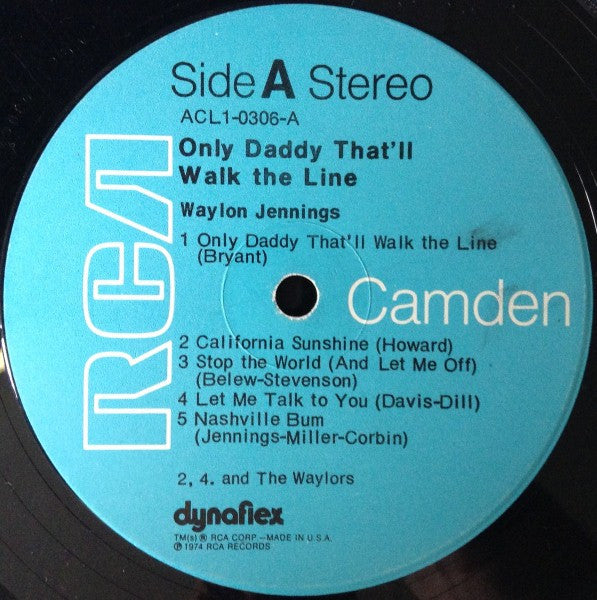 Side A Stereo
ACL1-0306-A
Only Daddy That'll
Walk the Line
Waylon Jennings
1 Only Daddy That'll Walk the Line
(Bryant)
RCA
Camden
2 California Sunshine (Howard)
3 Stop the World (And Let Me Off)
(Belew-Stevenson)
4 Let Me Talk to You (Davis-Dill)
5 Nashville Bum
(Jennings-Miller-Corbin)
2, 4. and The Waylors
dynaflex
TM(s) ® RCA CORP —MADE IN U.S.A.
℗ 1974 RCA RECORDS